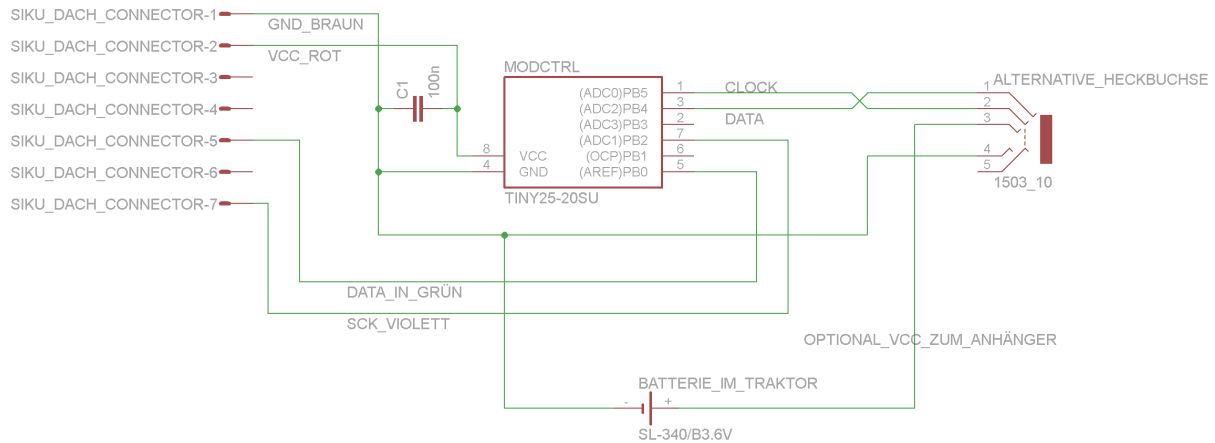 SIKU_DACH_CONNECTOR-1
GND_BRAUN
SIKU_DACH_CONNECTOR-2
VCC_ROT
SIKU_DACH_CONNECTOR-3
SIKU_DACH_CONNECTOR-4
SIKU_DACH_CONNECTOR-5
SIKU_DACH_CONNECTOR-6
SIKU_DACH_CONNECTOR-7
C1
100n
MODCTRL
(ADC0)PB5 1
(ADC2)PB4 3
(ADC3)PB3 2
(ADC1)PB2 7
8 VCC (OCP)PB1 6
4 GND (AREF)PB0 5
TINY25-20SU
CLOCK
DATA
ALTERNATIVE_HECKBUCHSE
1
2
3
4
5
1503_10
DATA_IN_GRÜN
SCK_VIOLETT
OPTIONAL_VCC_ZUM_ANHÄNGER
BATTERIE_IM_TRAKTOR
- +
SL-340/B3.6V